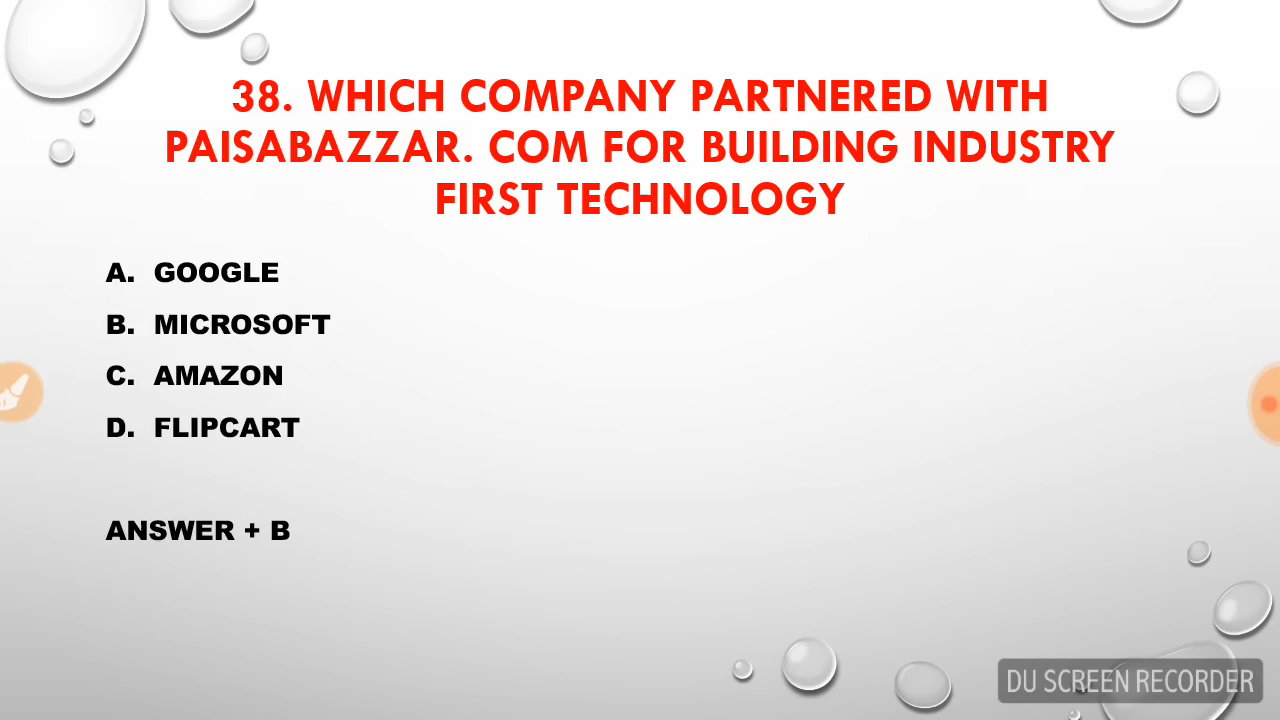 38. WHICH COMPANY PARTNERED WITH
PAISABAZZAR. COM FOR BUILDING INDUSTRY
FIRST TECHNOLOGY
A. GOOGLE
B. MICROSOFT
C. AMAZON
D. FLIPCART
ANSWER + B
DU SCREEN RECORDER